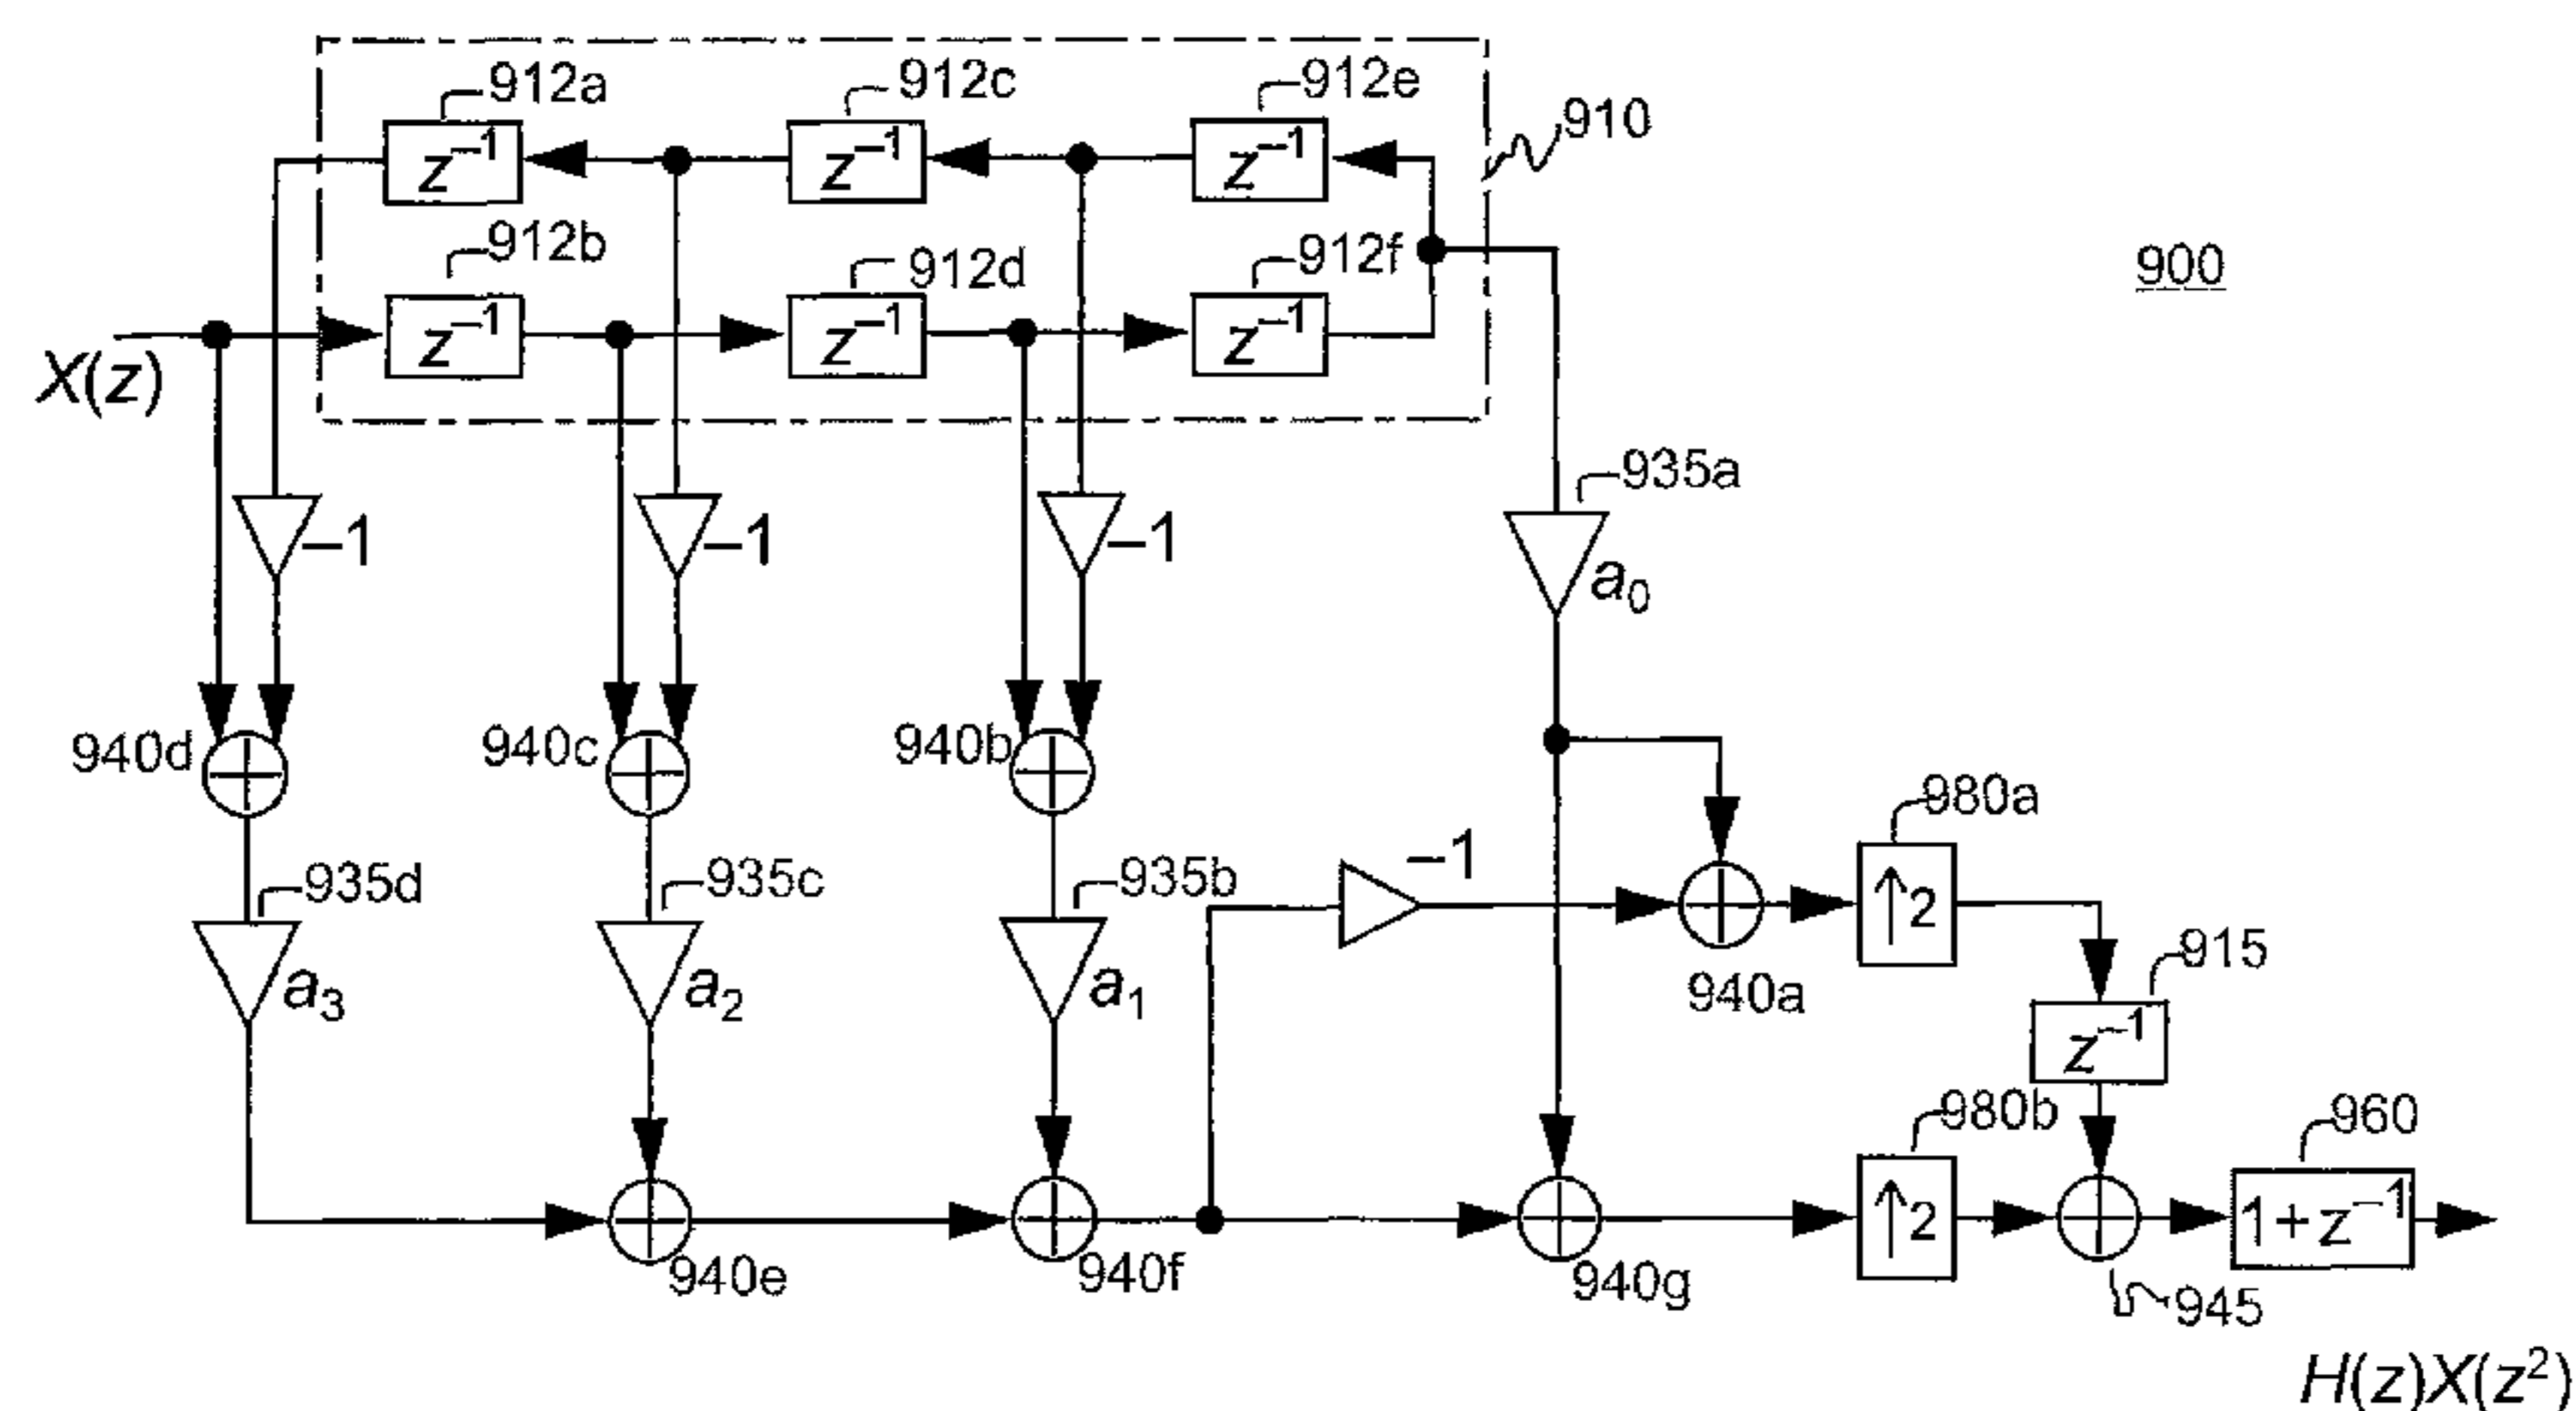 912a 912c 912e
910
z⁻¹ z⁻¹ z⁻¹
912b 912d 912f
900
z⁻¹ z⁻¹ z⁻¹
X(z)
935a
–1 –1 –1
a₀
940d 940c 940b
980a
–1
935d 935c 935b
↑2
915
a₃ a₂ a₁
940a
z⁻¹
980b 960
↑2
1+z⁻¹
940e 940f 940g
945
H(z)X(z²)